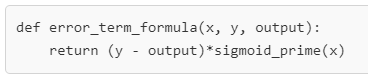 def error_term_formula(x, y, output):
    return (y - output)*sigmoid_prime(x)